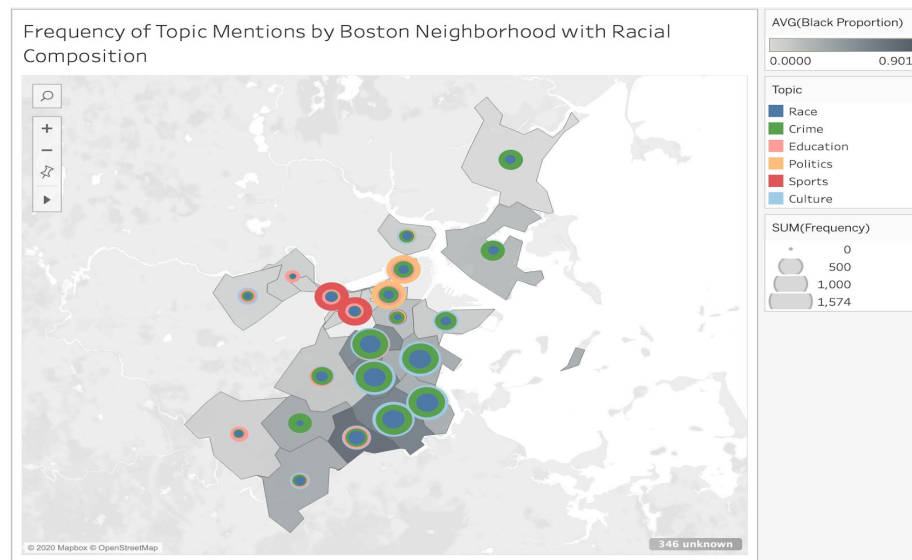 Frequency of Topic Mentions by Boston Neighborhood with Racial
Composition
© 2020 Mapbox © OpenStreetMap
346 unknown
AVG(Black Proportion)
0.0000 0.901
Topic
Race
Crime
Education
Politics
Sports
Culture
SUM(Frequency)
0
500
1,000
1,574